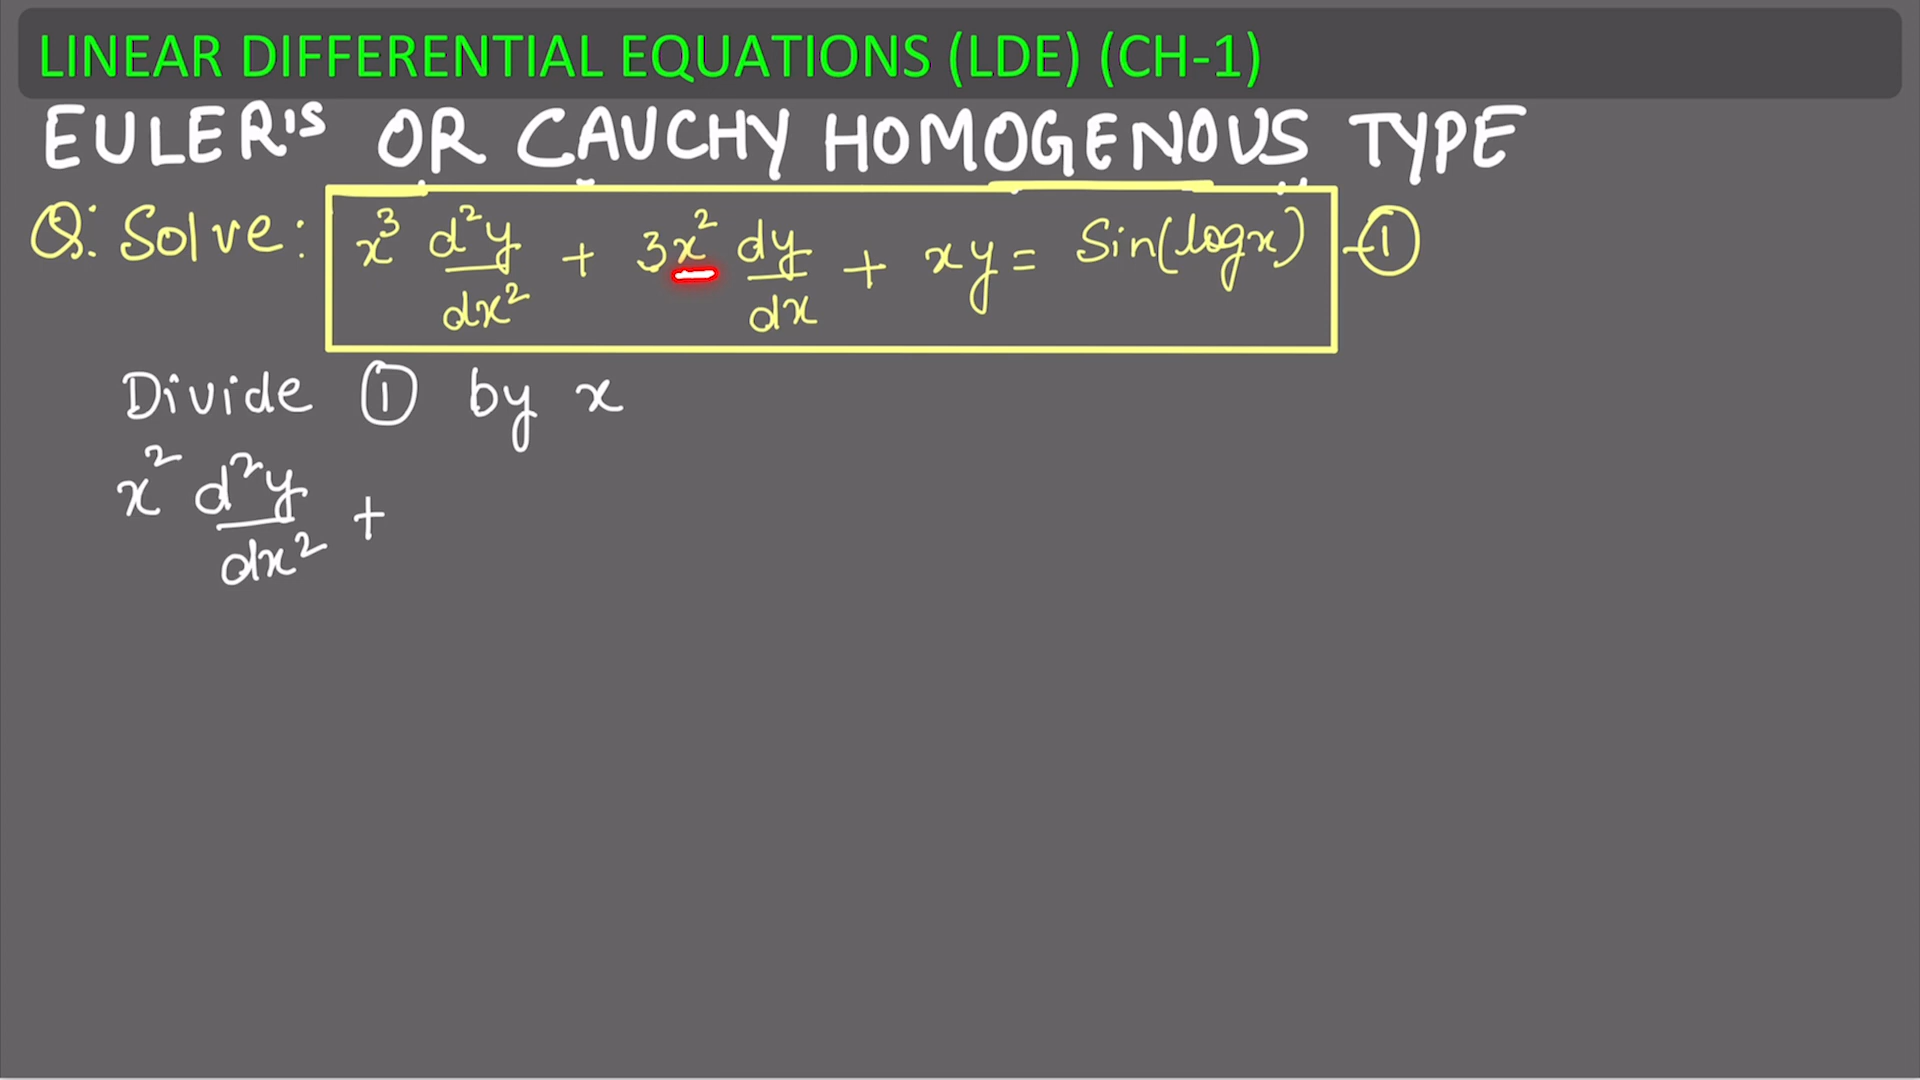 LINEAR DIFFERENTIAL EQUATIONS (LDE) (CH-1)
EULER'S OR CAUCHY HOMOGENOUS TYPE
Q: Solve: x³ d²y/dx² + 3x² dy/dx + xy = Sin(logx) -①
Divide ① by x
x² d²y/dx² +